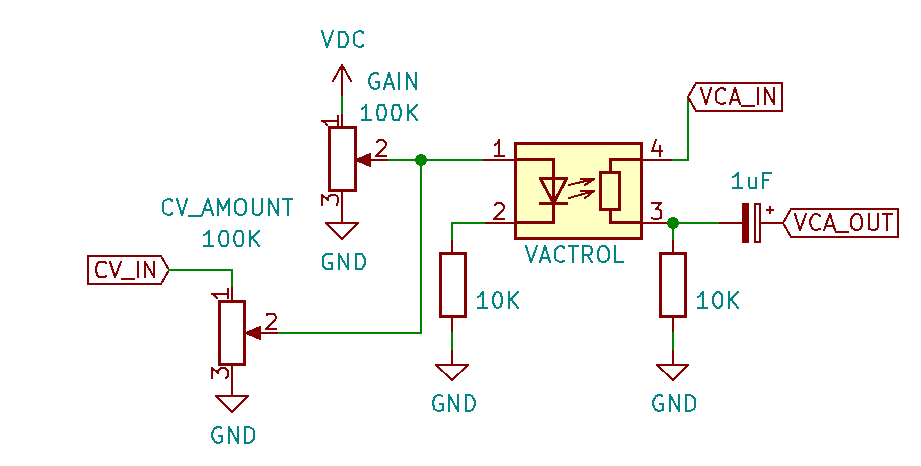 VDC
GAIN
100K
1
2
3
GND
CV_AMOUNT
100K
CV_IN
1
2
3
GND
1
2
4
3
VACTROL
10K
GND
10K
GND
VCA_IN
1uF
+
VCA_OUT